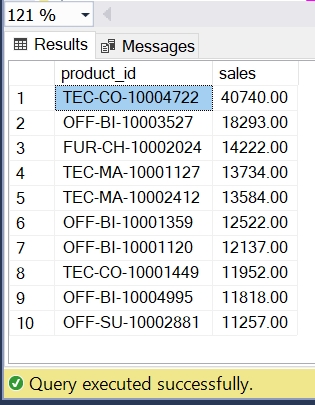 121 %
Results Messages
product_id sales
1 TEC-CO-10004722 40740.00
2 OFF-BI-10003527 18293.00
3 FUR-CH-10002024 14222.00
4 TEC-MA-10001127 13734.00
5 TEC-MA-10002412 13584.00
6 OFF-BI-10001359 12522.00
7 OFF-BI-10001120 12137.00
8 TEC-CO-10001449 11952.00
9 OFF-BI-10004995 11818.00
10 OFF-SU-10002881 11257.00
Query executed successfully.